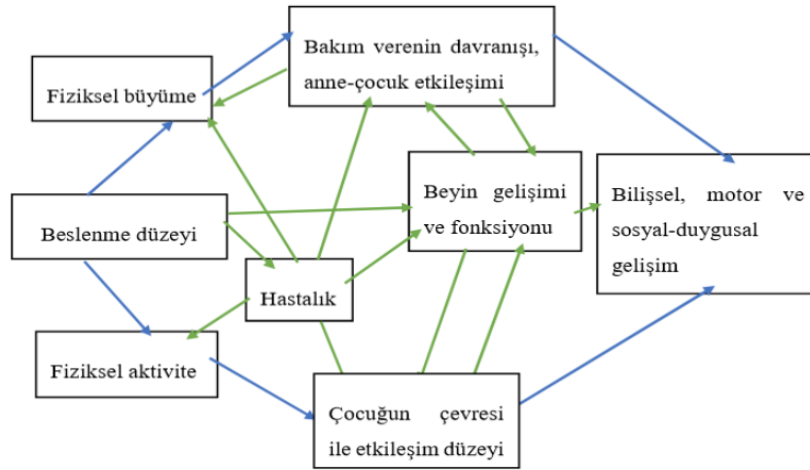 Bakım verenin davranışı,
anne-çocuk etkileşimi
Fiziksel büyüme
Beyin gelişimi
ve fonksiyonu
Bilişsel, motor ve
sosyal-duygusal
gelişim
Beslenme düzeyi
Hastalık
Fiziksel aktivite
Çocuğun çevresi
ile etkileşim düzeyi